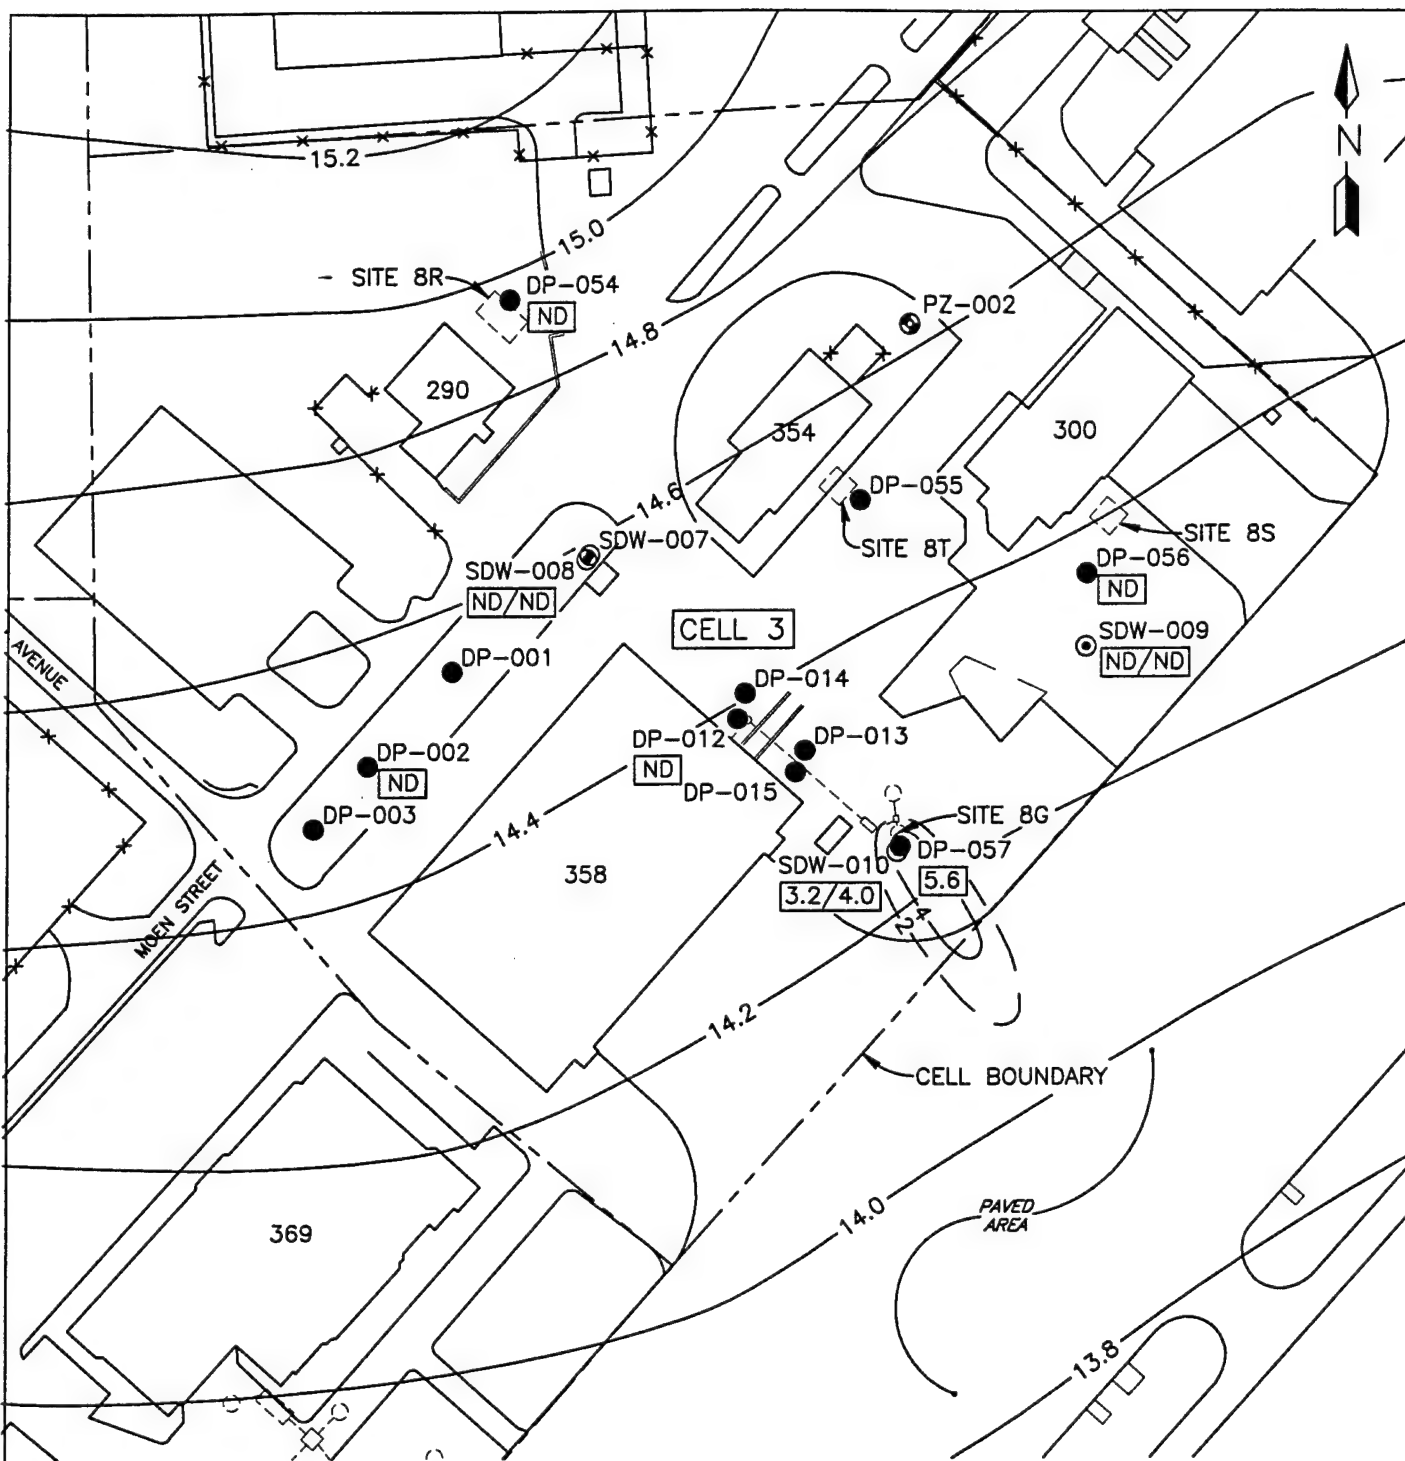 N
15.2
15.0
SITE 8R
DP-054
ND
PZ-002
14.8
290
354
300
14.6
DP-055
SDW-007
SITE 8T
SITE 8S
SDW-008
ND/ND
DP-056
ND
CELL 3
SDW-009
ND/ND
AVENUE
DP-001
DP-014
DP-012
ND
DP-013
DP-002
ND
DP-015
DP-003
14.4
SITE 8G
DP-057
5.6
SDW-010
3.2/4.0
358
4
2
MOEN STREET
14.2
CELL BOUNDARY
14.0
PAVED
AREA
369
13.8